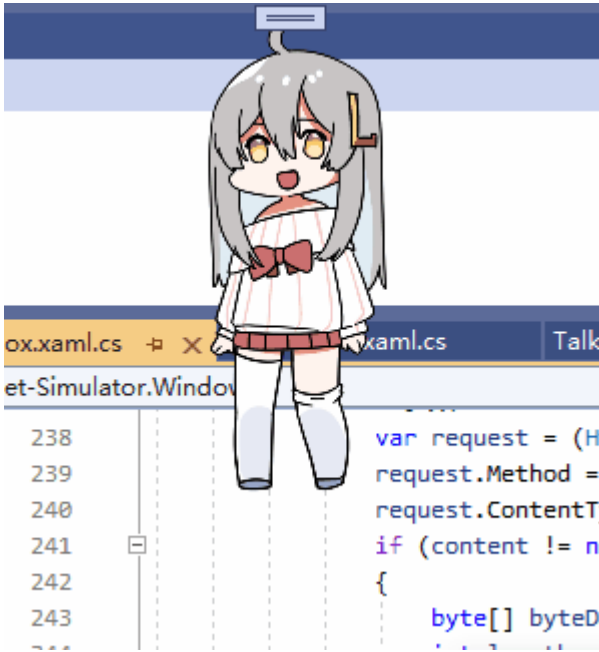 ox.xaml.cs
xaml.cs
Talk
et-Simulator.Window
238 var request = (H
239 request.Method =
240 request.ContentT
241 if (content != n
242 {
243 byte[] byteD